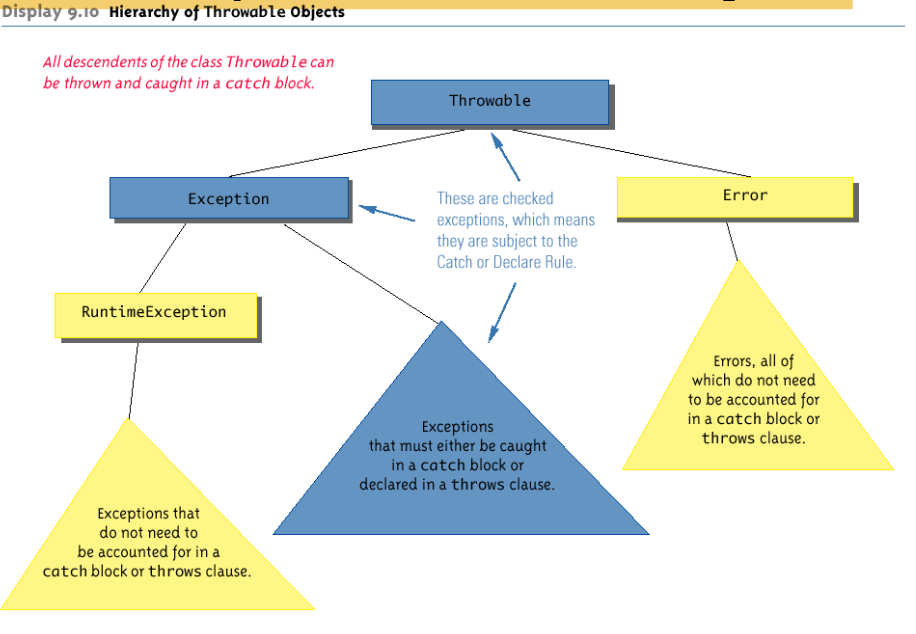 Display 9.10 Hierarchy of Throwable Objects
All descendents of the class Throwable can
be thrown and caught in a catch block.
Throwable
Exception
These are checked
exceptions, which means
they are subject to the
Catch or Declare Rule.
Error
RuntimeException
Errors, all of
which do not need
to be accounted for
in a catch block or
throws clause.
Exceptions
that must either be caught
in a catch block or
declared in a throws clause.
Exceptions that
do not need to
be accounted for in a
catch block or throws clause.